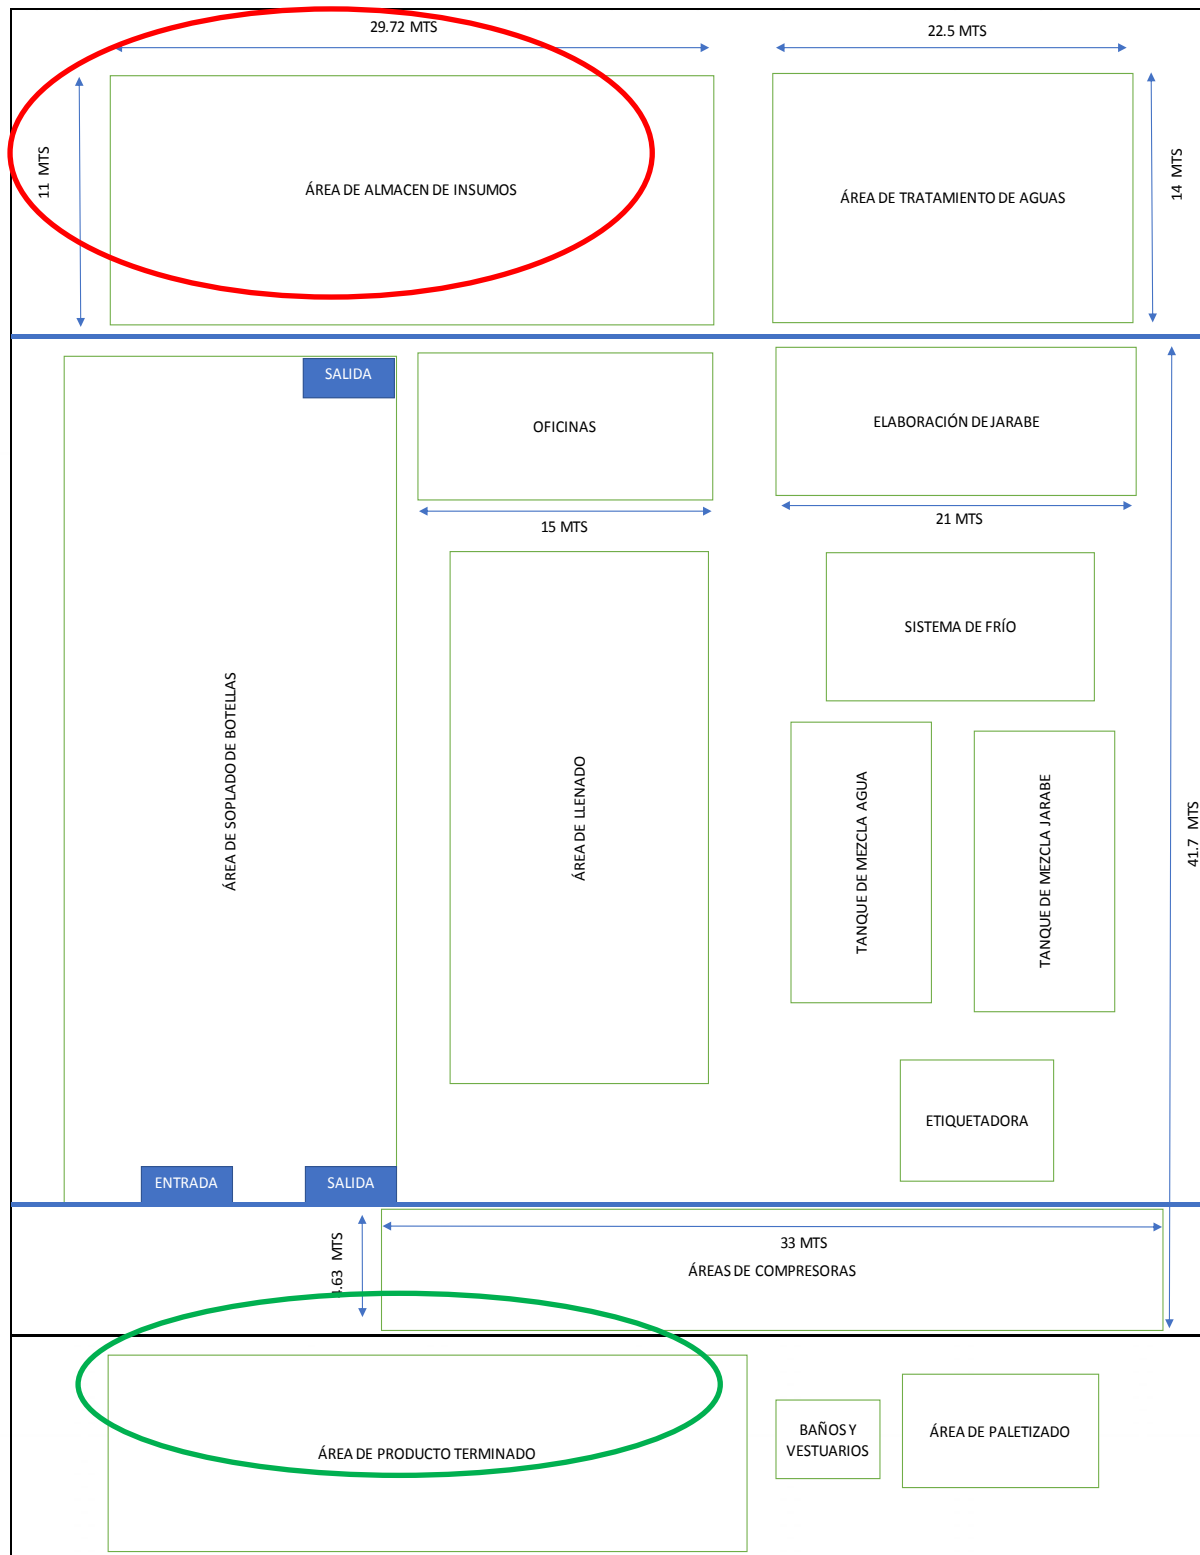 29.72 MTS
22.5 MTS
11 MTS
14 MTS
ÁREA DE ALMACEN DE INSUMOS
ÁREA DE TRATAMIENTO DE AGUAS
SALIDA
OFICINAS
ELABORACIÓN DE JARABE
15 MTS
21 MTS
SISTEMA DE FRÍO
ÁREA DE SOPLADO DE BOTELLAS
ÁREA DE LLENADO
TANQUE DE MEZCLA AGUA
TANQUE DE MEZCLA JARABE
41.7 MTS
ETIQUETADORA
ENTRADA
SALIDA
.63 MTS
33 MTS
ÁREAS DE COMPRESORAS
ÁREA DE PRODUCTO TERMINADO
BAÑOS Y
VESTUARIOS
ÁREA DE PALETIZADO